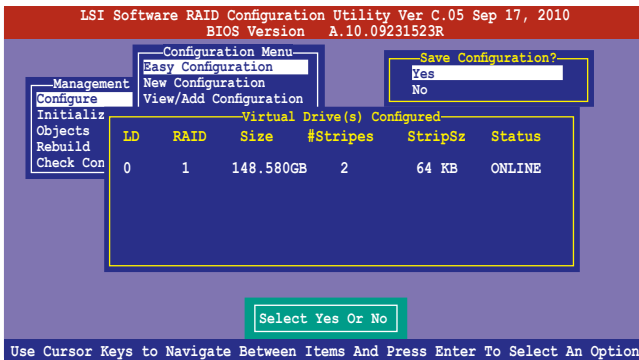 LSI Software RAID Configuration Utility Ver C.05 Sep 17, 2010
BIOS Version A.10.09231523R
Configuration Menu
Easy Configuration
New Configuration
View/Add Configuration
Save Configuration?
Yes
No
Management
Configure
Initializ
Objects
Rebuild
Check Con
Virtual Drive(s) Configured
LD RAID Size #Stripes StripSz Status
0 1 148.580GB 2 64 KB ONLINE
Select Yes Or No
Use Cursor Keys to Navigate Between Items And Press Enter To Select An Option